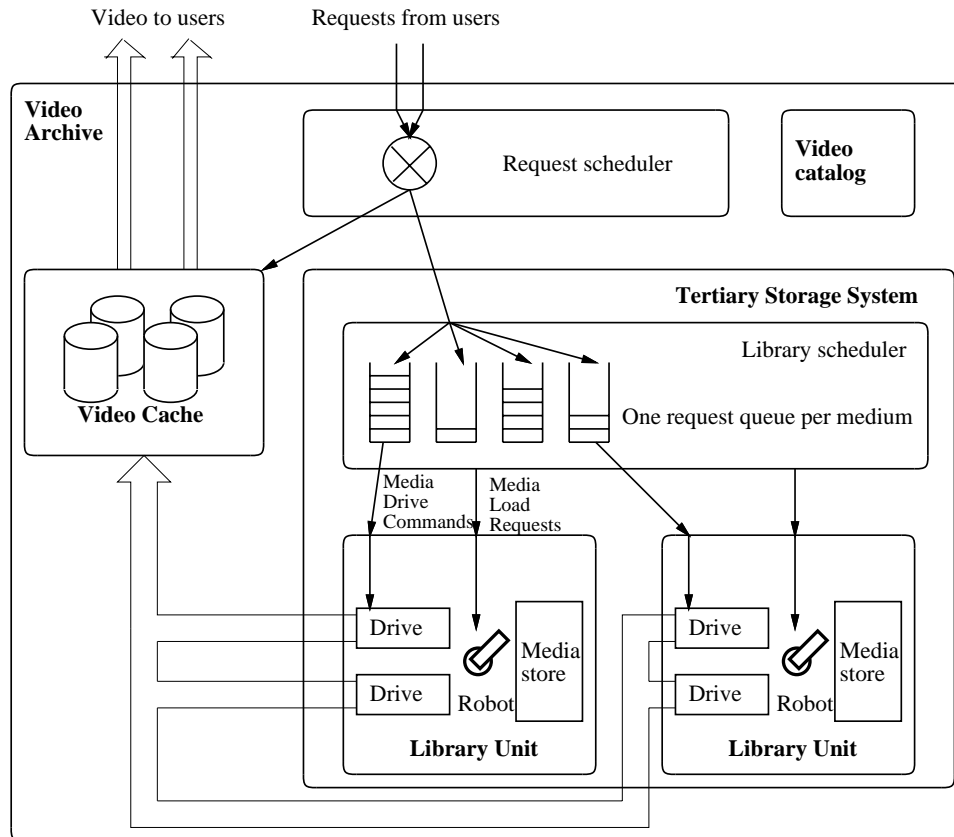 Video to users
Requests from users
Video
Archive
Request scheduler
Video
catalog
Tertiary Storage System
Library scheduler
One request queue per medium
Video Cache
Media
Drive
Commands
Media
Load
Requests
Drive
Drive
Robot
Media
store
Library Unit
Drive
Drive
Robot
Media
store
Library Unit